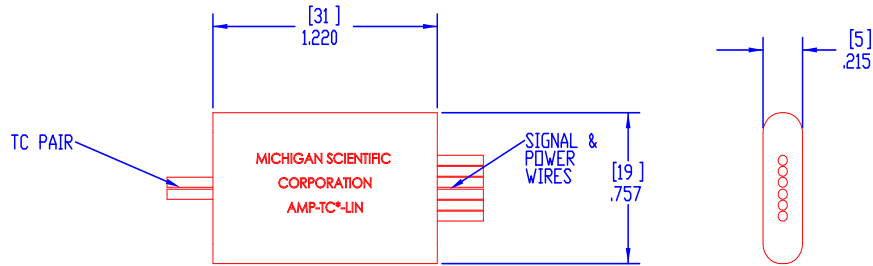 [31 ]
1.220
[5]
.215
TC PAIR
MICHIGAN SCIENTIFIC
CORPORATION
AMP-TC*-LIN
SIGNAL &
POWER
WIRES
[19 ]
.757